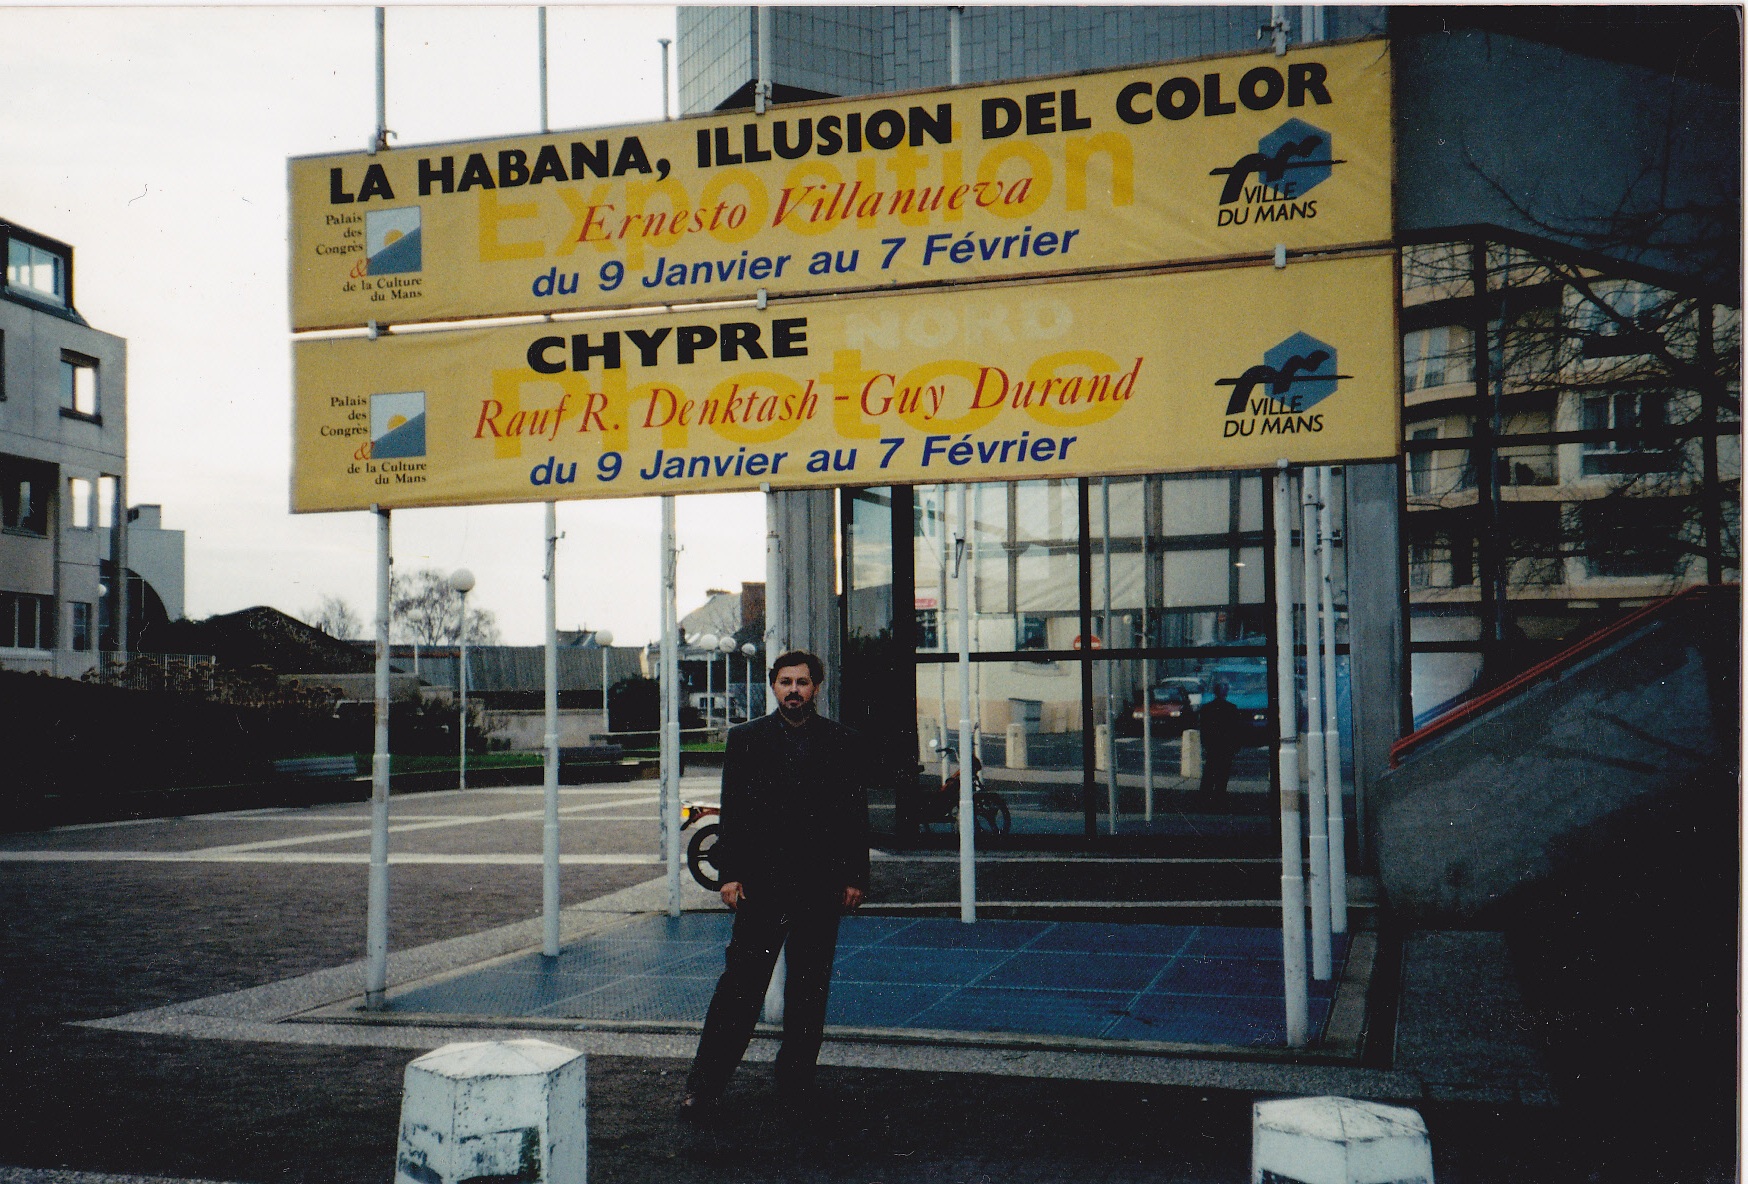 LA HABANA, ILLUSION DEL COLOR
Exposition
Ernesto Villanueva
du 9 Janvier au 7 Février
Palais
des
Congrès
&
de la Culture
du Mans
VILLE
DU MANS
CHYPRE NORD
Photos
Rauf R. Denktash - Guy Durand
du 9 Janvier au 7 Février
Palais
des
Congrès
&
de la Culture
du Mans
VILLE
DU MANS